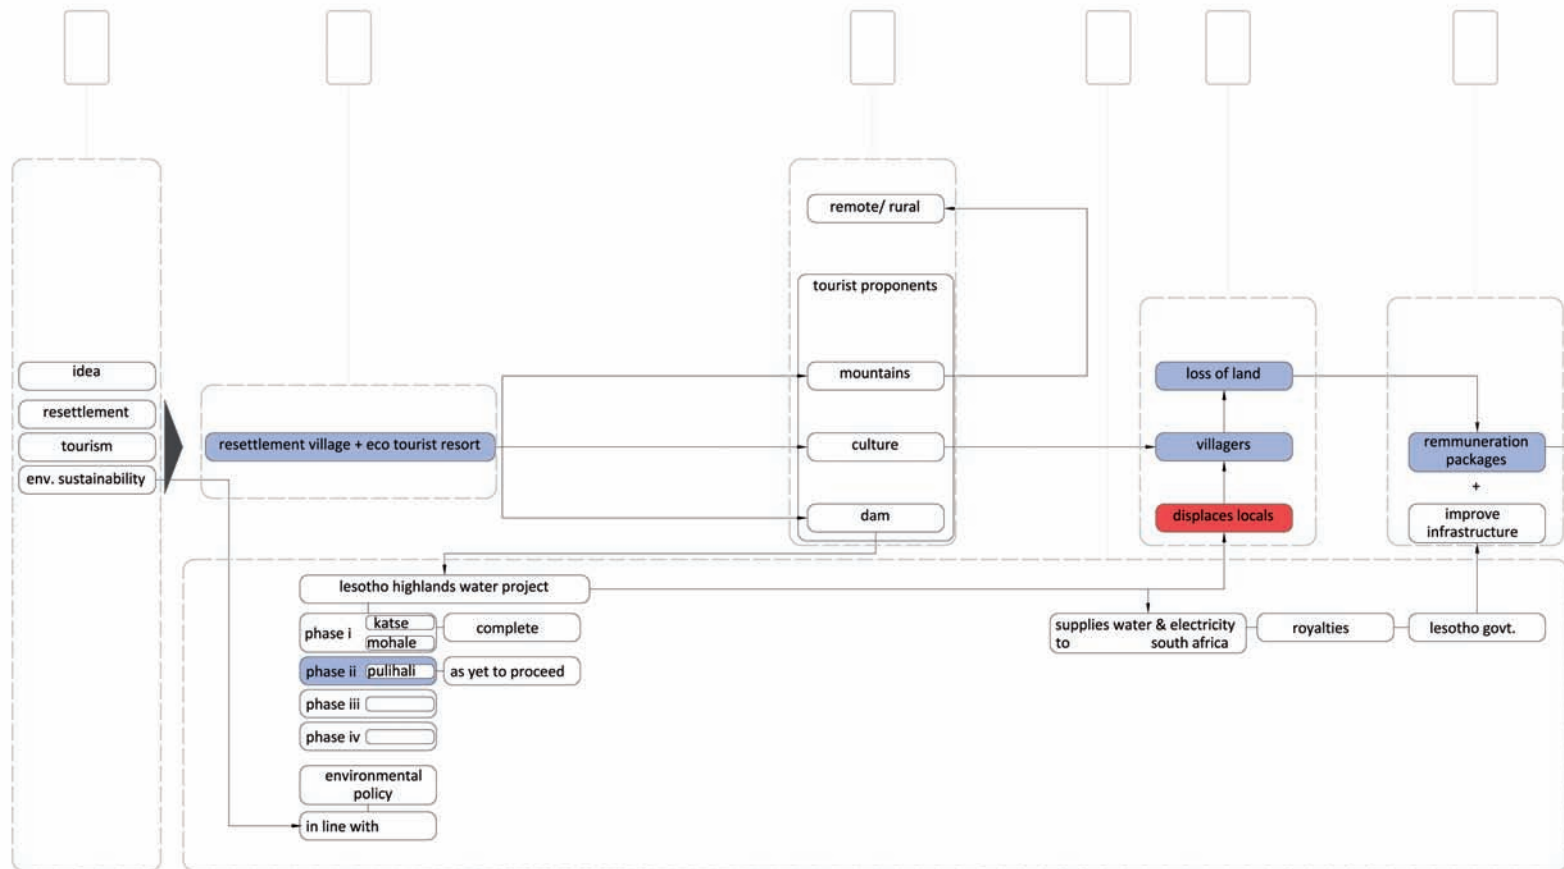 idea
resettlement
tourism
env. sustainability
resettlement village + eco tourist resort
remote/ rural
tourist proponents
mountains
culture
dam
loss of land
villagers
displaces locals
remmuneration
packages
+
improve
infrastructure
lesotho highlands water project
phase i
katse
mohale
complete
phase ii
pulihali
as yet to proceed
phase iii
phase iv
environmental
policy
in line with
supplies water & electricity
to south africa
royalties
lesotho govt.